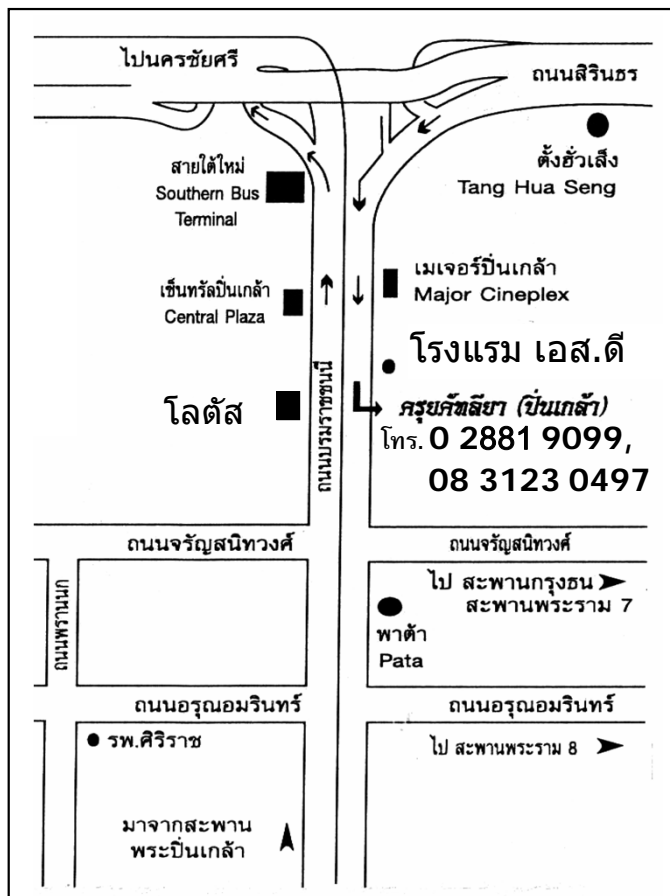 ไปนครชัยศรี
ถนนสิรินธร
สายใต้ใหม่
Southern Bus
Terminal
ตั้งฮั่วเส็ง
Tang Hua Seng
เซ็นทรัลปิ่นเกล้า
Central Plaza
เมเจอร์ปิ่นเกล้า
Major Cineplex
โรงแรม เอส.ดี
โลตัส
ถนนบรมราชชนนี
ครุยคัทลียา (ปิ่นเกล้า)
โทร. 0 2881 9099,
08 3123 0497
ถนนจรัญสนิทวงศ์
ถนนจรัญสนิทวงศ์
ถนนพรานนก
ไป สะพานกรุงธน
สะพานพระราม 7
พาต้า
Pata
ถนนอรุณอมรินทร์
ถนนอรุณอมรินทร์
รพ.ศิริราช
ไป สะพานพระราม 8
มาจากสะพาน
พระปิ่นเกล้า